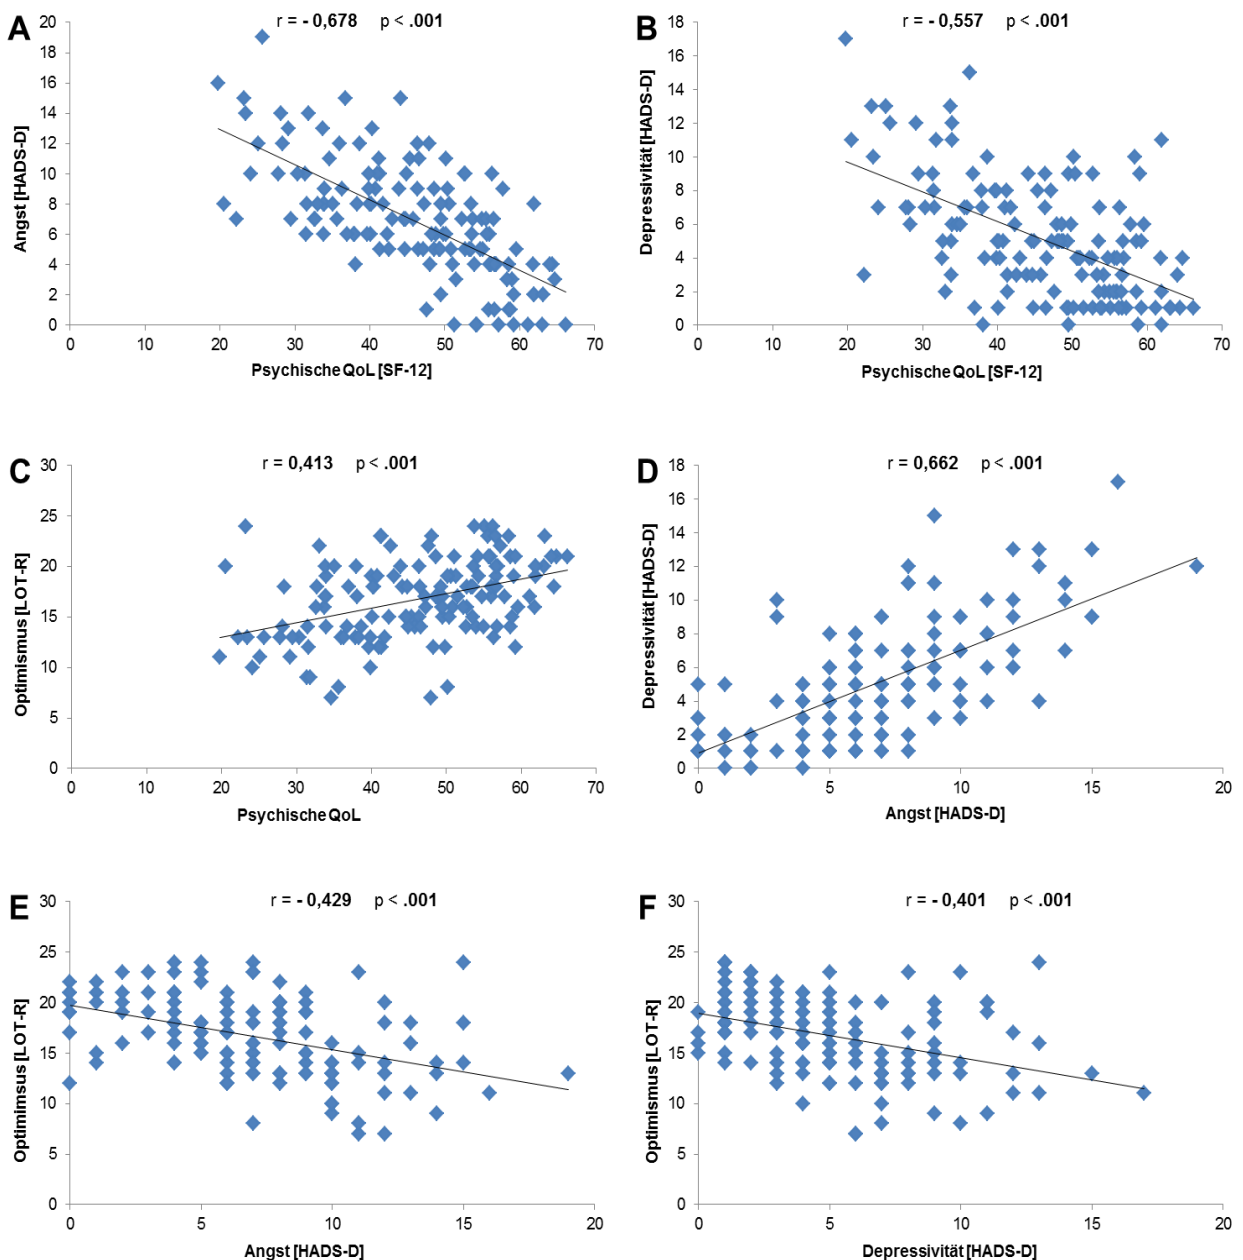 A
r = - 0,678 p < .001
Angst [HADS-D]
20
18
16
14
12
10
8
6
4
2
0
0 10 20 30 40 50 60 70
Psychische QoL [SF-12]
B
r = - 0,557 p < .001
Depressivität [HADS-D]
18
16
14
12
10
8
6
4
2
0
0 10 20 30 40 50 60 70
Psychische QoL [SF-12]
C
r = 0,413 p < .001
Optimismus [LOT-R]
30
25
20
15
10
5
0
0 10 20 30 40 50 60 70
Psychische QoL
D
r = 0,662 p < .001
Depressivität [HADS-D]
18
16
14
12
10
8
6
4
2
0
0 5 10 15 20
Angst [HADS-D]
E
r = - 0,429 p < .001
Optimimsus [LOT-R]
30
25
20
15
10
5
0
0 5 10 15 20
Angst [HADS-D]
F
r = - 0,401 p < .001
Optimismus [LOT-R]
30
25
20
15
10
5
0
0 5 10 15 20
Depressivität [HADS-D]